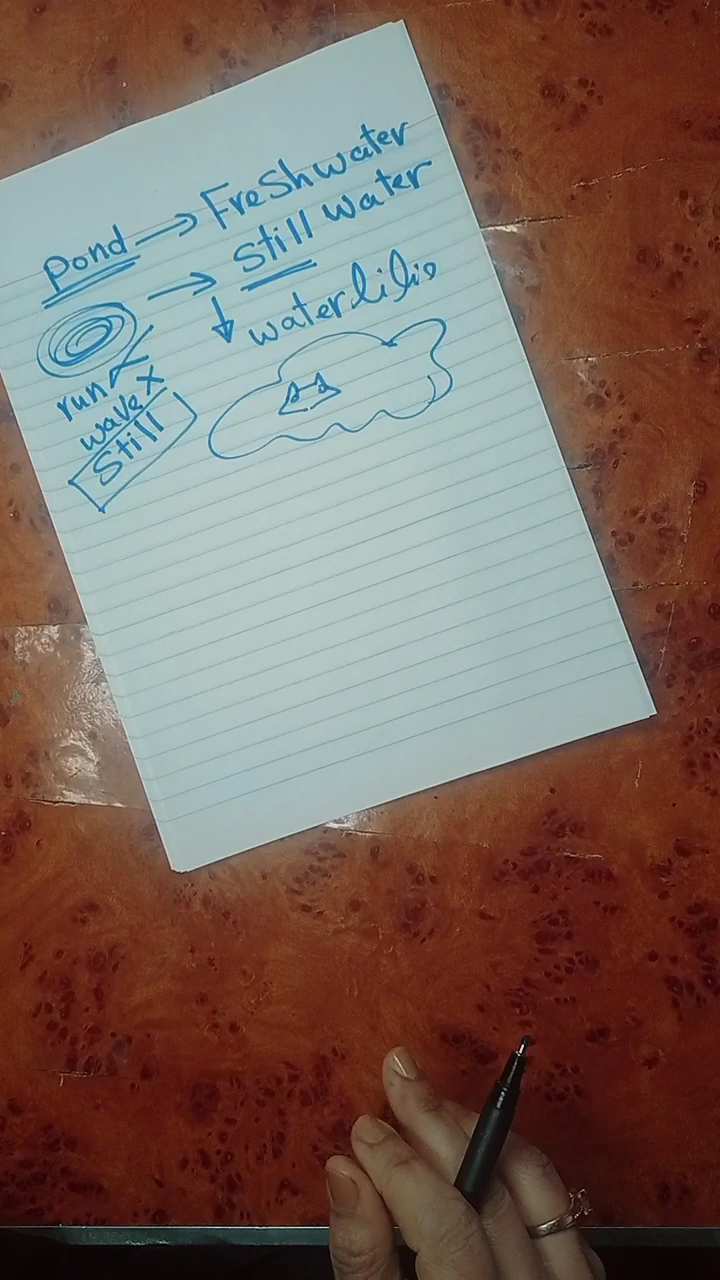 Pond → Freshwater
→ Still water
↓ waterlilis
run x
wave x
Still